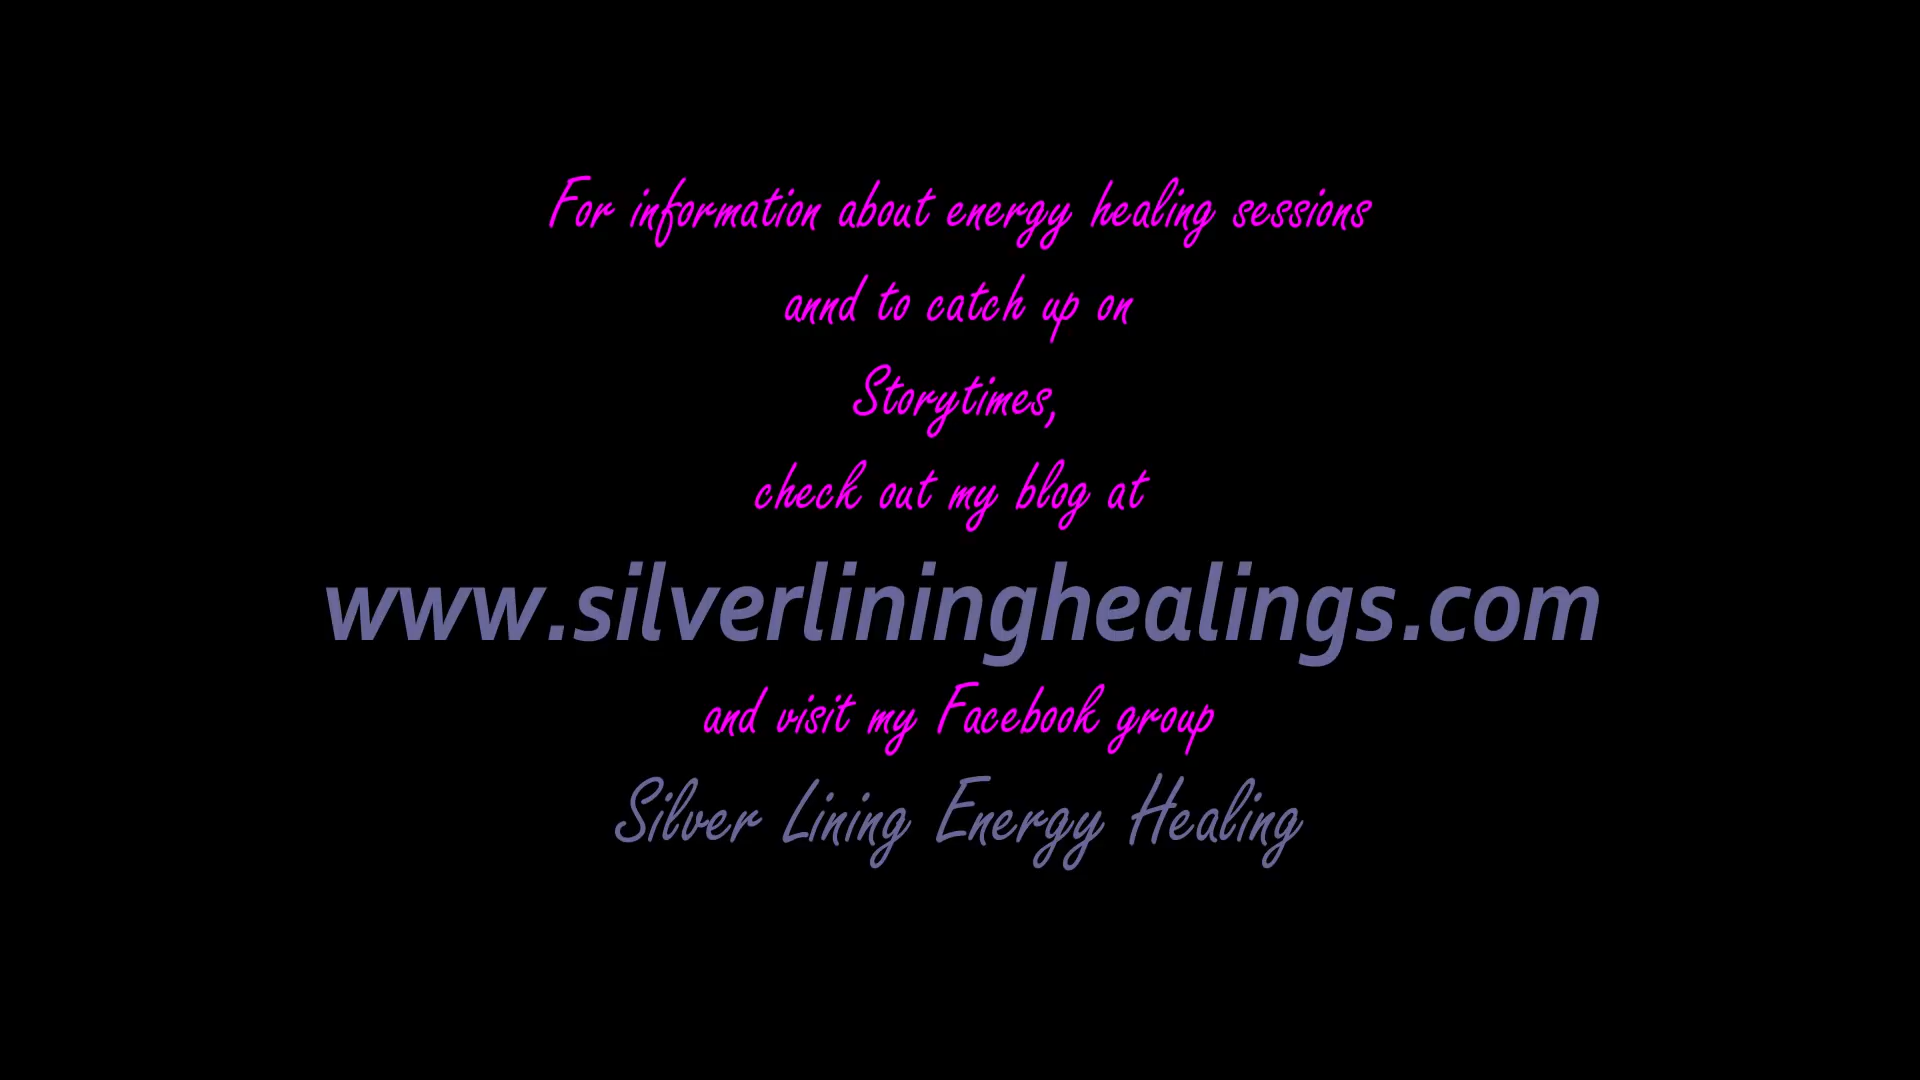 For information about energy healing sessions
annd to catch up on
Storytimes,
check out my blog at
www.silverlininghealings.com
and visit my Facebook group
Silver Lining Energy Healing